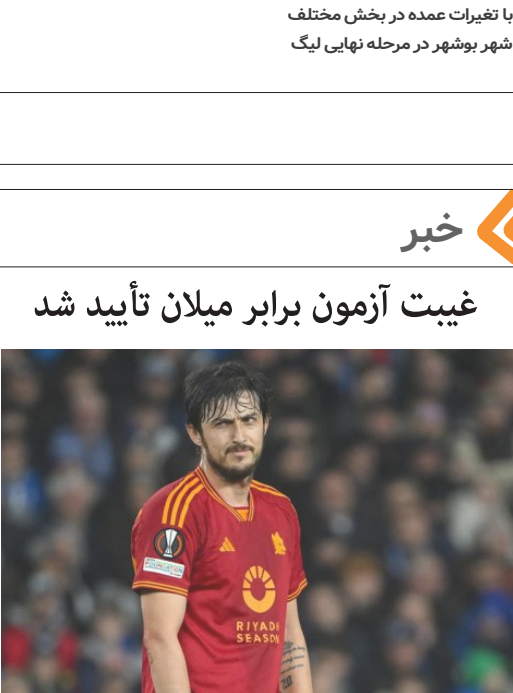 با تغیرات عمده در بخش مختلف
شهر بوشهر در مرحله نهایی لیگ
خبر
غیبت آزمون برابر میلان تأیید شد
RIYADH
SEASON
20